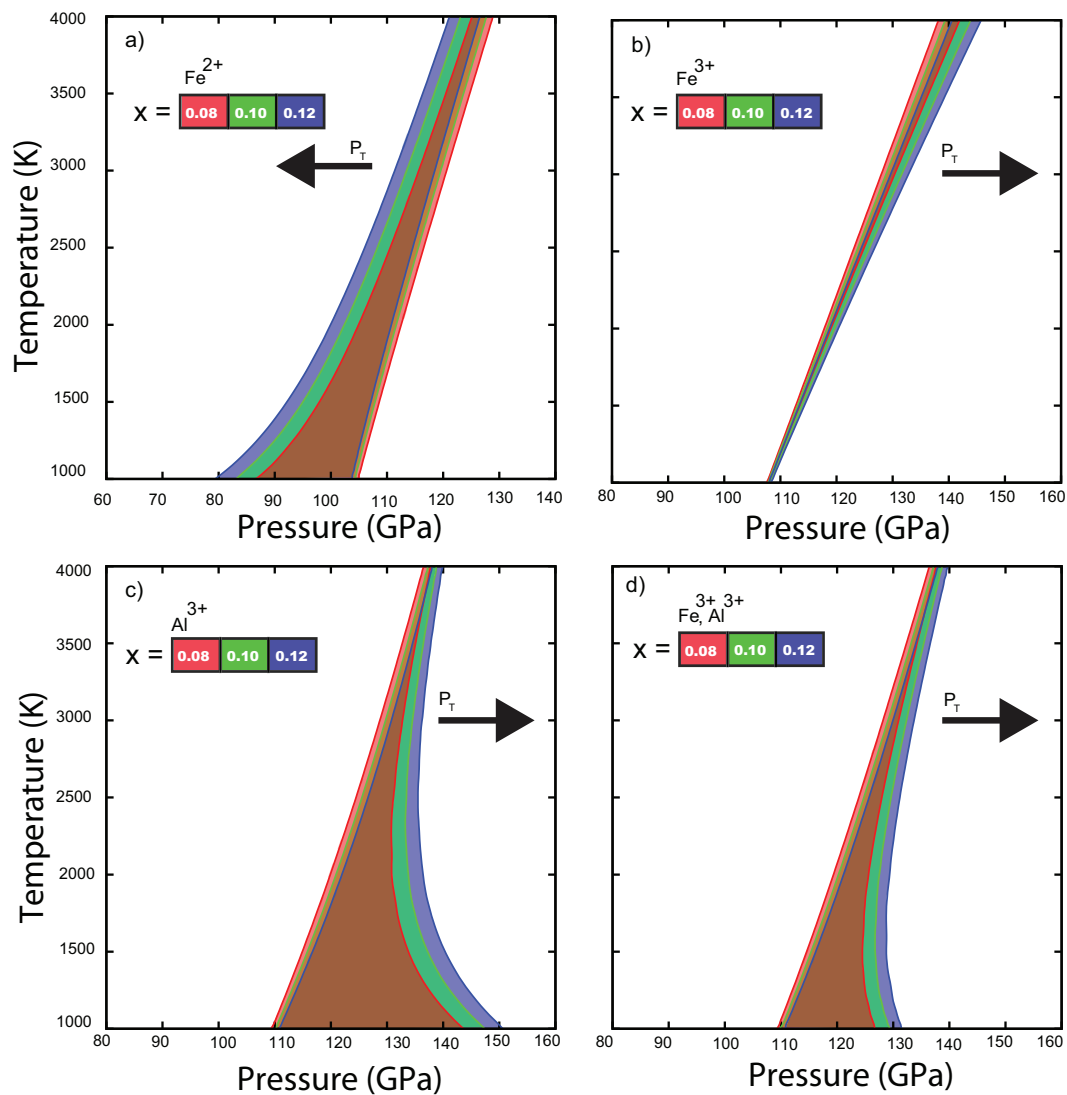 a)
Fe2+
x = 0.08 0.10 0.12
PT
4000
3500
3000
2500
2000
1500
1000
Temperature (K)
60 70 80 90 100 110 120 130 140
Pressure (GPa)
b)
Fe3+
x = 0.08 0.10 0.12
PT
80 90 100 110 120 130 140 150 160
Pressure (GPa)
c)
Al3+
x = 0.08 0.10 0.12
PT
4000
3500
3000
2500
2000
1500
1000
Temperature (K)
80 90 100 110 120 130 140 150 160
Pressure (GPa)
d)
Fe3+, Al3+
x = 0.08 0.10 0.12
PT
80 90 100 110 120 130 140 150 160
Pressure (GPa)